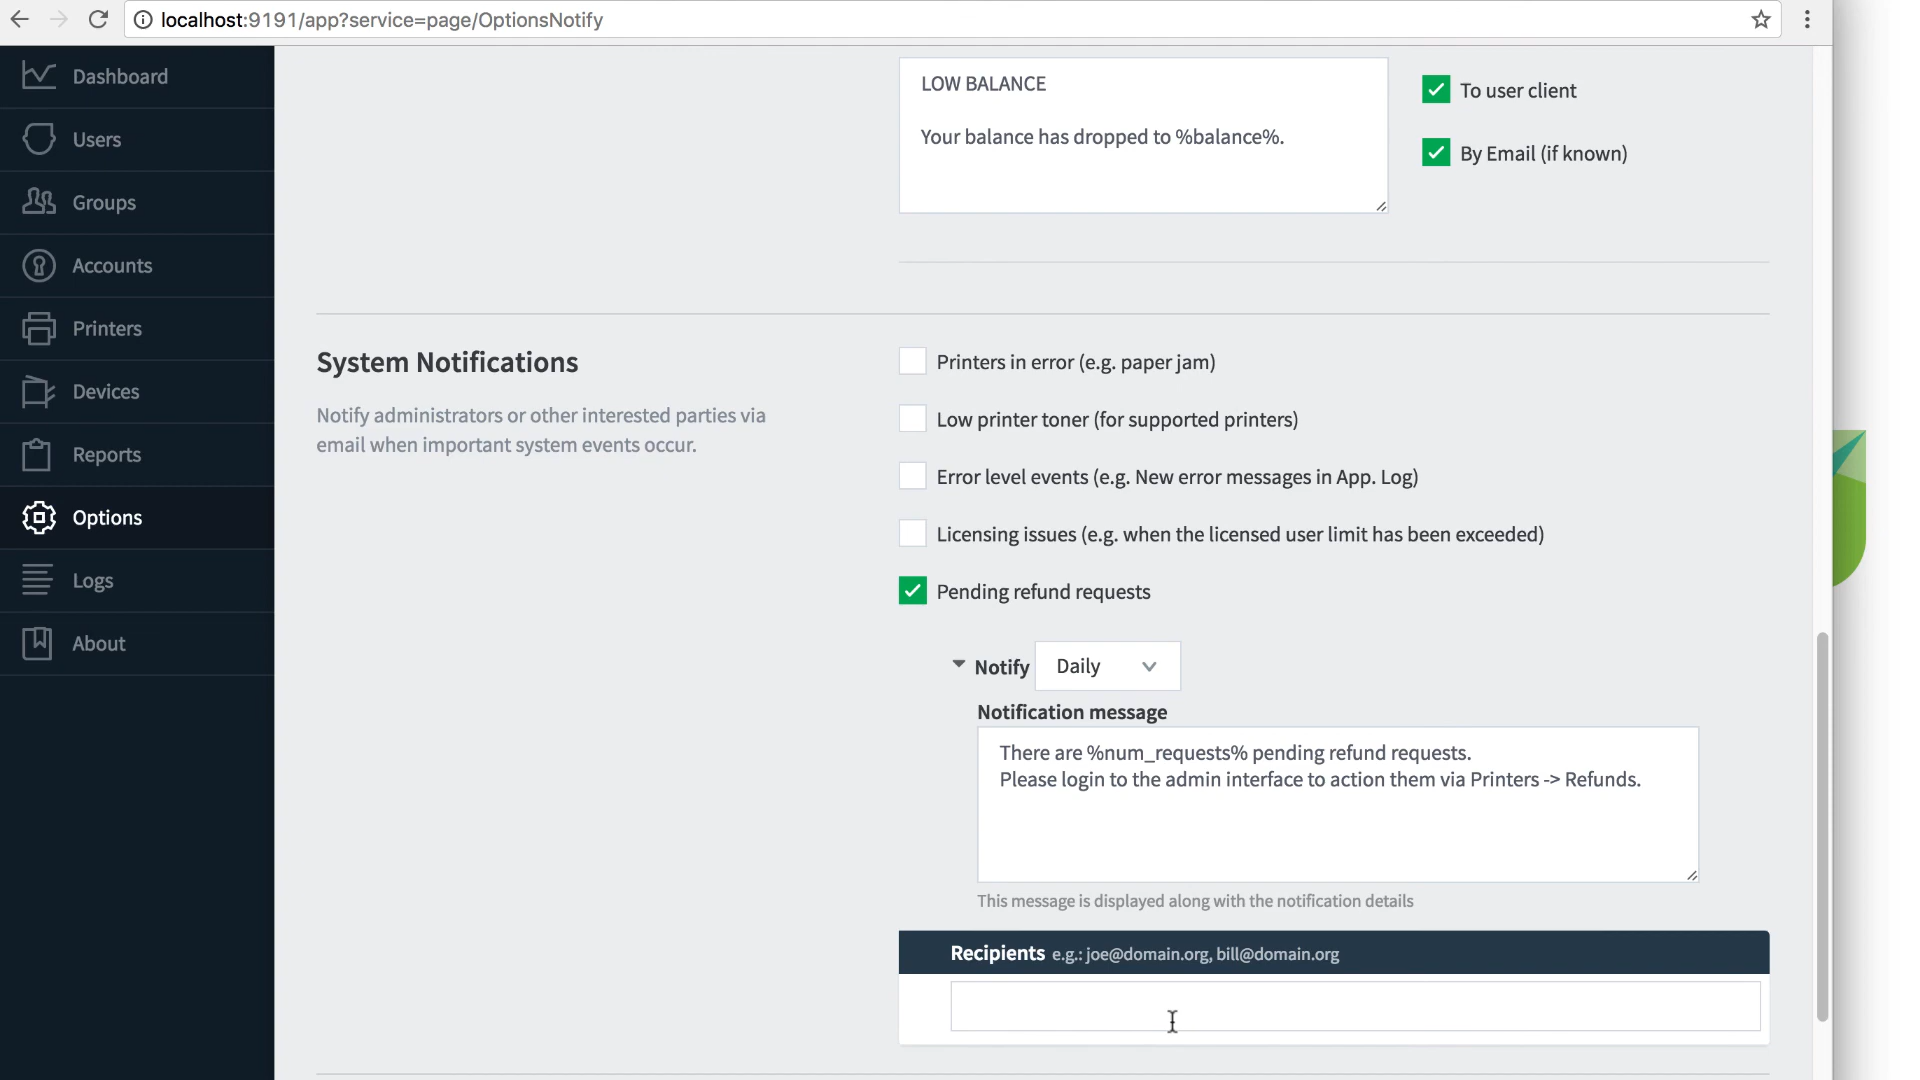 localhost:9191/app?service=page/OptionsNotify
Dashboard
Users
Groups
Accounts
Printers
Devices
Reports
Options
Logs
About
LOW BALANCE
Your balance has dropped to %balance%.
To user client
By Email (if known)
System Notifications
Notify administrators or other interested parties via
email when important system events occur.
Printers in error (e.g. paper jam)
Low printer toner (for supported printers)
Error level events (e.g. New error messages in App. Log)
Licensing issues (e.g. when the licensed user limit has been exceeded)
Pending refund requests
Notify Daily
Notification message
There are %num_requests% pending refund requests.
Please login to the admin interface to action them via Printers -> Refunds.
This message is displayed along with the notification details
Recipients e.g.: joe@domain.org, bill@domain.org